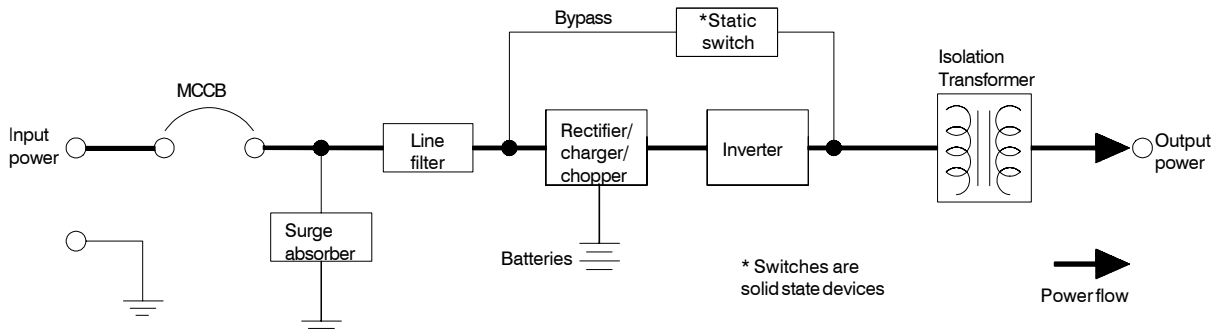 Bypass
*Static
switch
Isolation
Transformer
MCCB
Input
power
Line
filter
Rectifier/
charger/
chopper
Inverter
Output
power
Surge
absorber
Batteries
* Switches are
solid state devices
Power flow